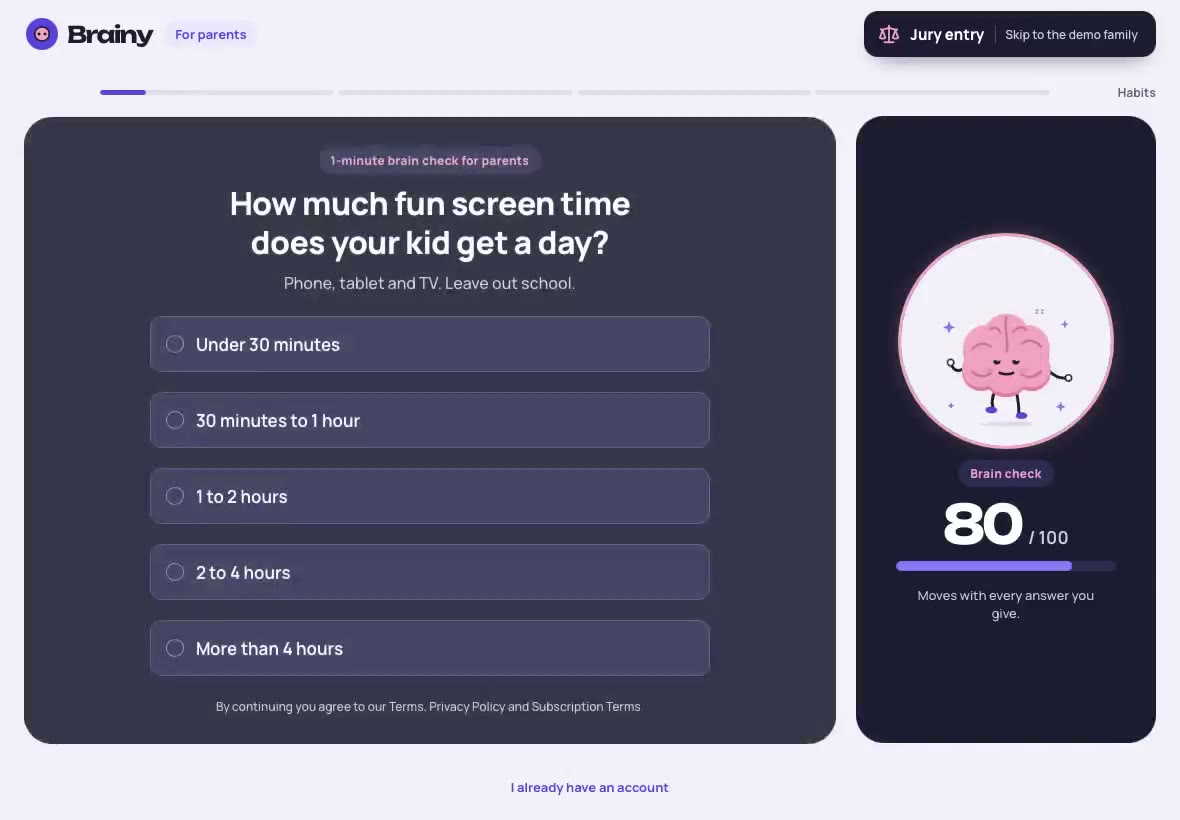 Brainy
For parents
Jury entry
Skip to the demo family
Habits
1-minute brain check for parents
How much fun screen time
does your kid get a day?
Phone, tablet and TV. Leave out school.
Under 30 minutes
30 minutes to 1 hour
1 to 2 hours
2 to 4 hours
More than 4 hours
By continuing you agree to our Terms. Privacy Policy and Subscription Terms
z z
Brain check
80 / 100
Moves with every answer you
give.
I already have an account